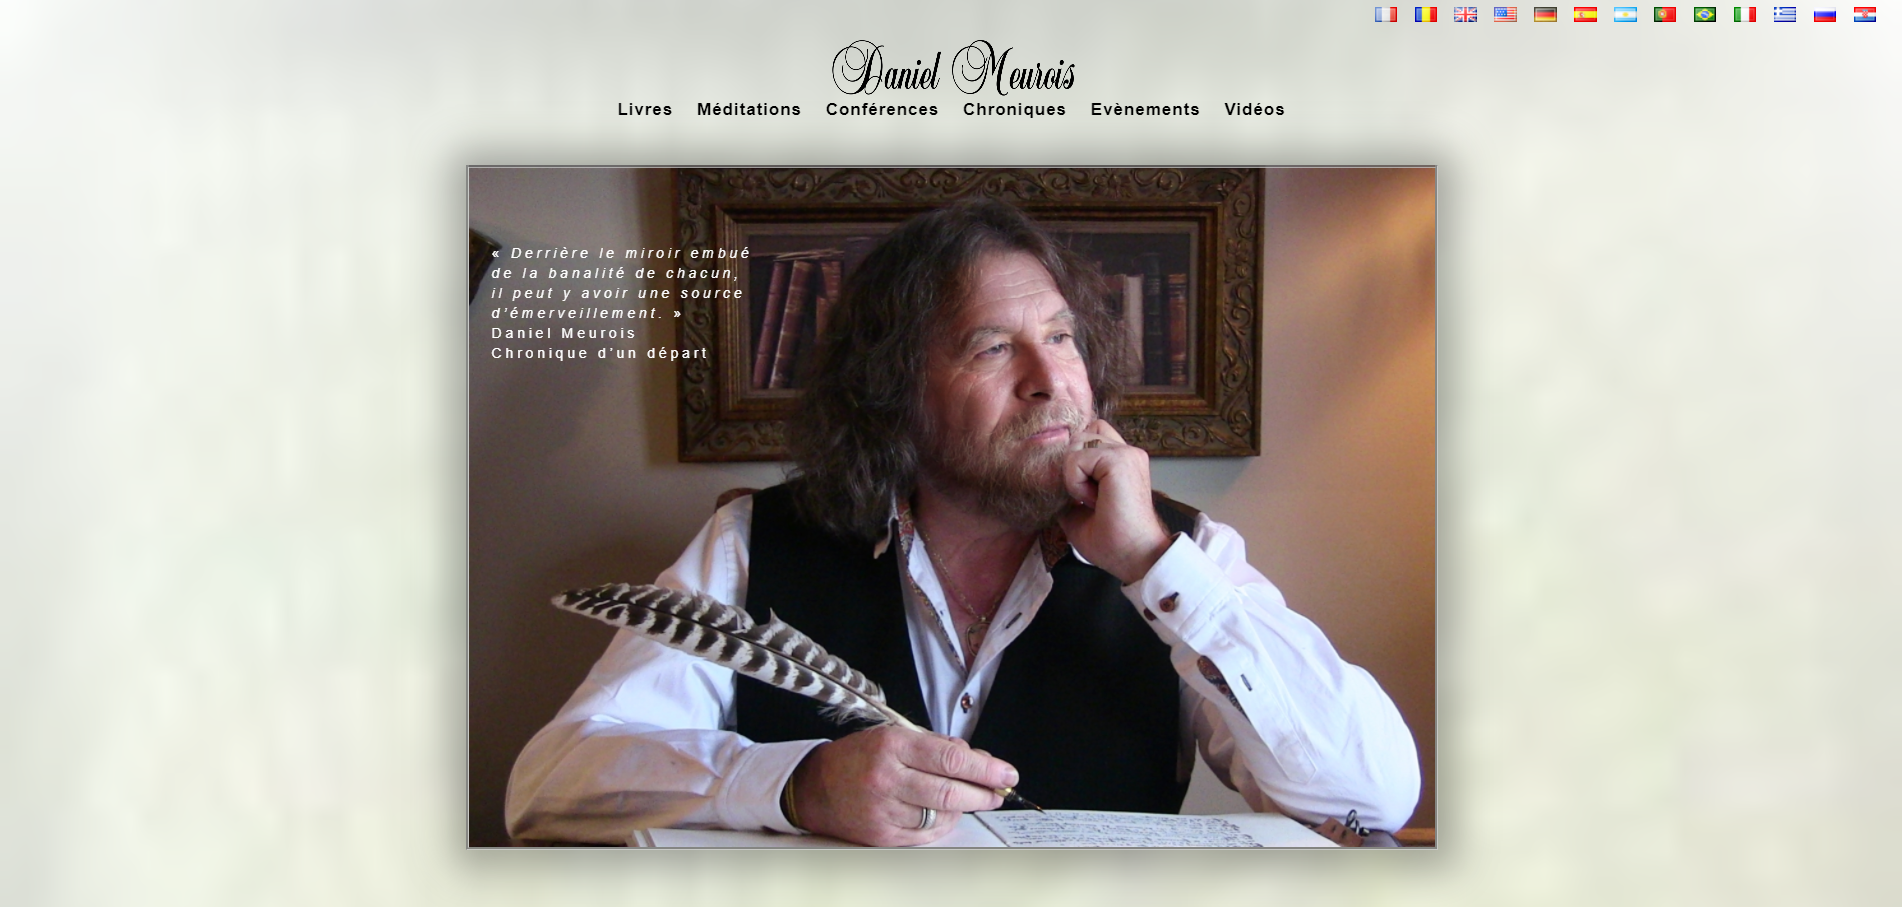 Daniel Meurois
Livres Méditations Conférences Chroniques Evènements Vidéos
« Derrière le miroir embué
de la banalité de chacun,
il peut y avoir une source
d’émerveillement. »
Daniel Meurois
Chronique d’un départ